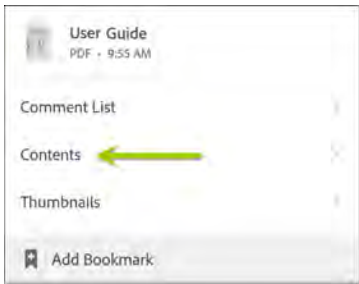 User Guide
PDF • 9:55 AM
Comment List
Contents
Thumbnails
Add Bookmark